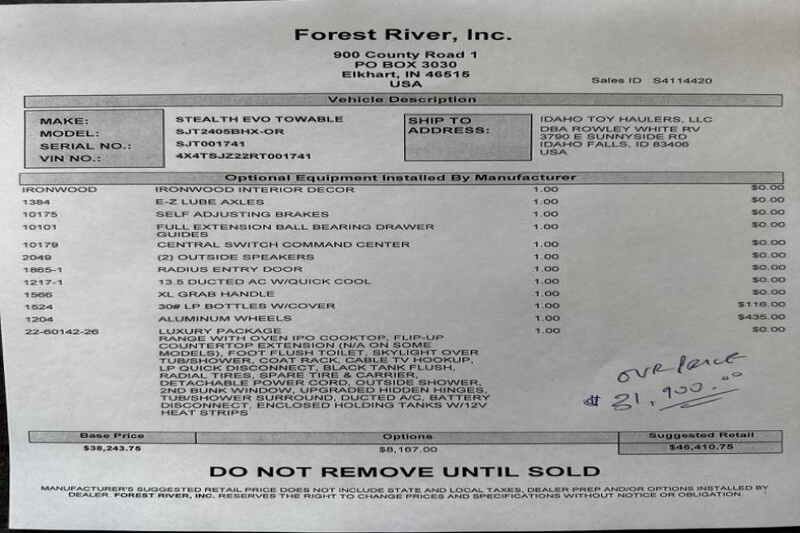 Forest River, Inc.
900 County Road 1
PO BOX 3030
Elkhart, IN 46515
USA
Sales ID S4114420
Vehicle Description
MAKE: STEALTH EVO TOWABLE
MODEL: SJT2405BHX-OR
SERIAL NO.: SJT001741
VIN NO.: 4X4TSJZ22RT001741
SHIP TO ADDRESS:
IDAHO TOY HAULERS, LLC
DBA ROWLEY WHITE RV
3790 E SUNNYSIDE RD
IDAHO FALLS, ID 83406
USA
Optional Equipment Installed By Manufacturer
IRONWOOD IRONWOOD INTERIOR DECOR 1.00 $0.00
1384 E-Z LUBE AXLES 1.00 $0.00
10175 SELF ADJUSTING BRAKES 1.00 $0.00
10101 FULL EXTENSION BALL BEARING DRAWER 1.00 $0.00
GUIDES
10179 CENTRAL SWITCH COMMAND CENTER 1.00 $0.00
2049 (2) OUTSIDE SPEAKERS 1.00 $0.00
1865-1 RADIUS ENTRY DOOR 1.00 $0.00
1217-1 13.5 DUCTED AC W/QUICK COOL 1.00 $0.00
1566 XL GRAB HANDLE 1.00 $0.00
1524 30# LP BOTTLES W/COVER 1.00 $116.00
1204 ALUMINUM WHEELS 1.00 $435.00
22-60142-26 LUXURY PACKAGE 1.00 $0.00
RANGE WITH OVEN IPO COOKTOP, FLIP-UP
COUNTERTOP EXTENSION (N/A ON SOME
MODELS), FOOT FLUSH TOILET, SKYLIGHT OVER
TUB/SHOWER, COAT RACK, CABLE TV HOOKUP,
LP QUICK DISCONNECT, BLACK TANK FLUSH,
RADIAL TIRES, SPARE TIRE & CARRIER,
DETACHABLE POWER CORD, OUTSIDE SHOWER,
2ND BUNK WINDOW, UPGRADED HIDDEN HINGES,
TUB/SHOWER SURROUND, DUCTED A/C, BATTERY
DISCONNECT, ENCLOSED HOLDING TANKS W/12V
HEAT STRIPS
OUR PRICE
$ 31,900.00
Base Price Options Suggested Retail
$38,243.75 $8,167.00 $46,410.75
DO NOT REMOVE UNTIL SOLD
MANUFACTURER'S SUGGESTED RETAIL PRICE DOES NOT INCLUDE STATE AND LOCAL TAXES, DEALER PREP AND/OR OPTIONS INSTALLED BY
DEALER. FOREST RIVER, INC. RESERVES THE RIGHT TO CHANGE PRICES AND SPECIFICATIONS WITHOUT NOTICE OR OBLIGATION.